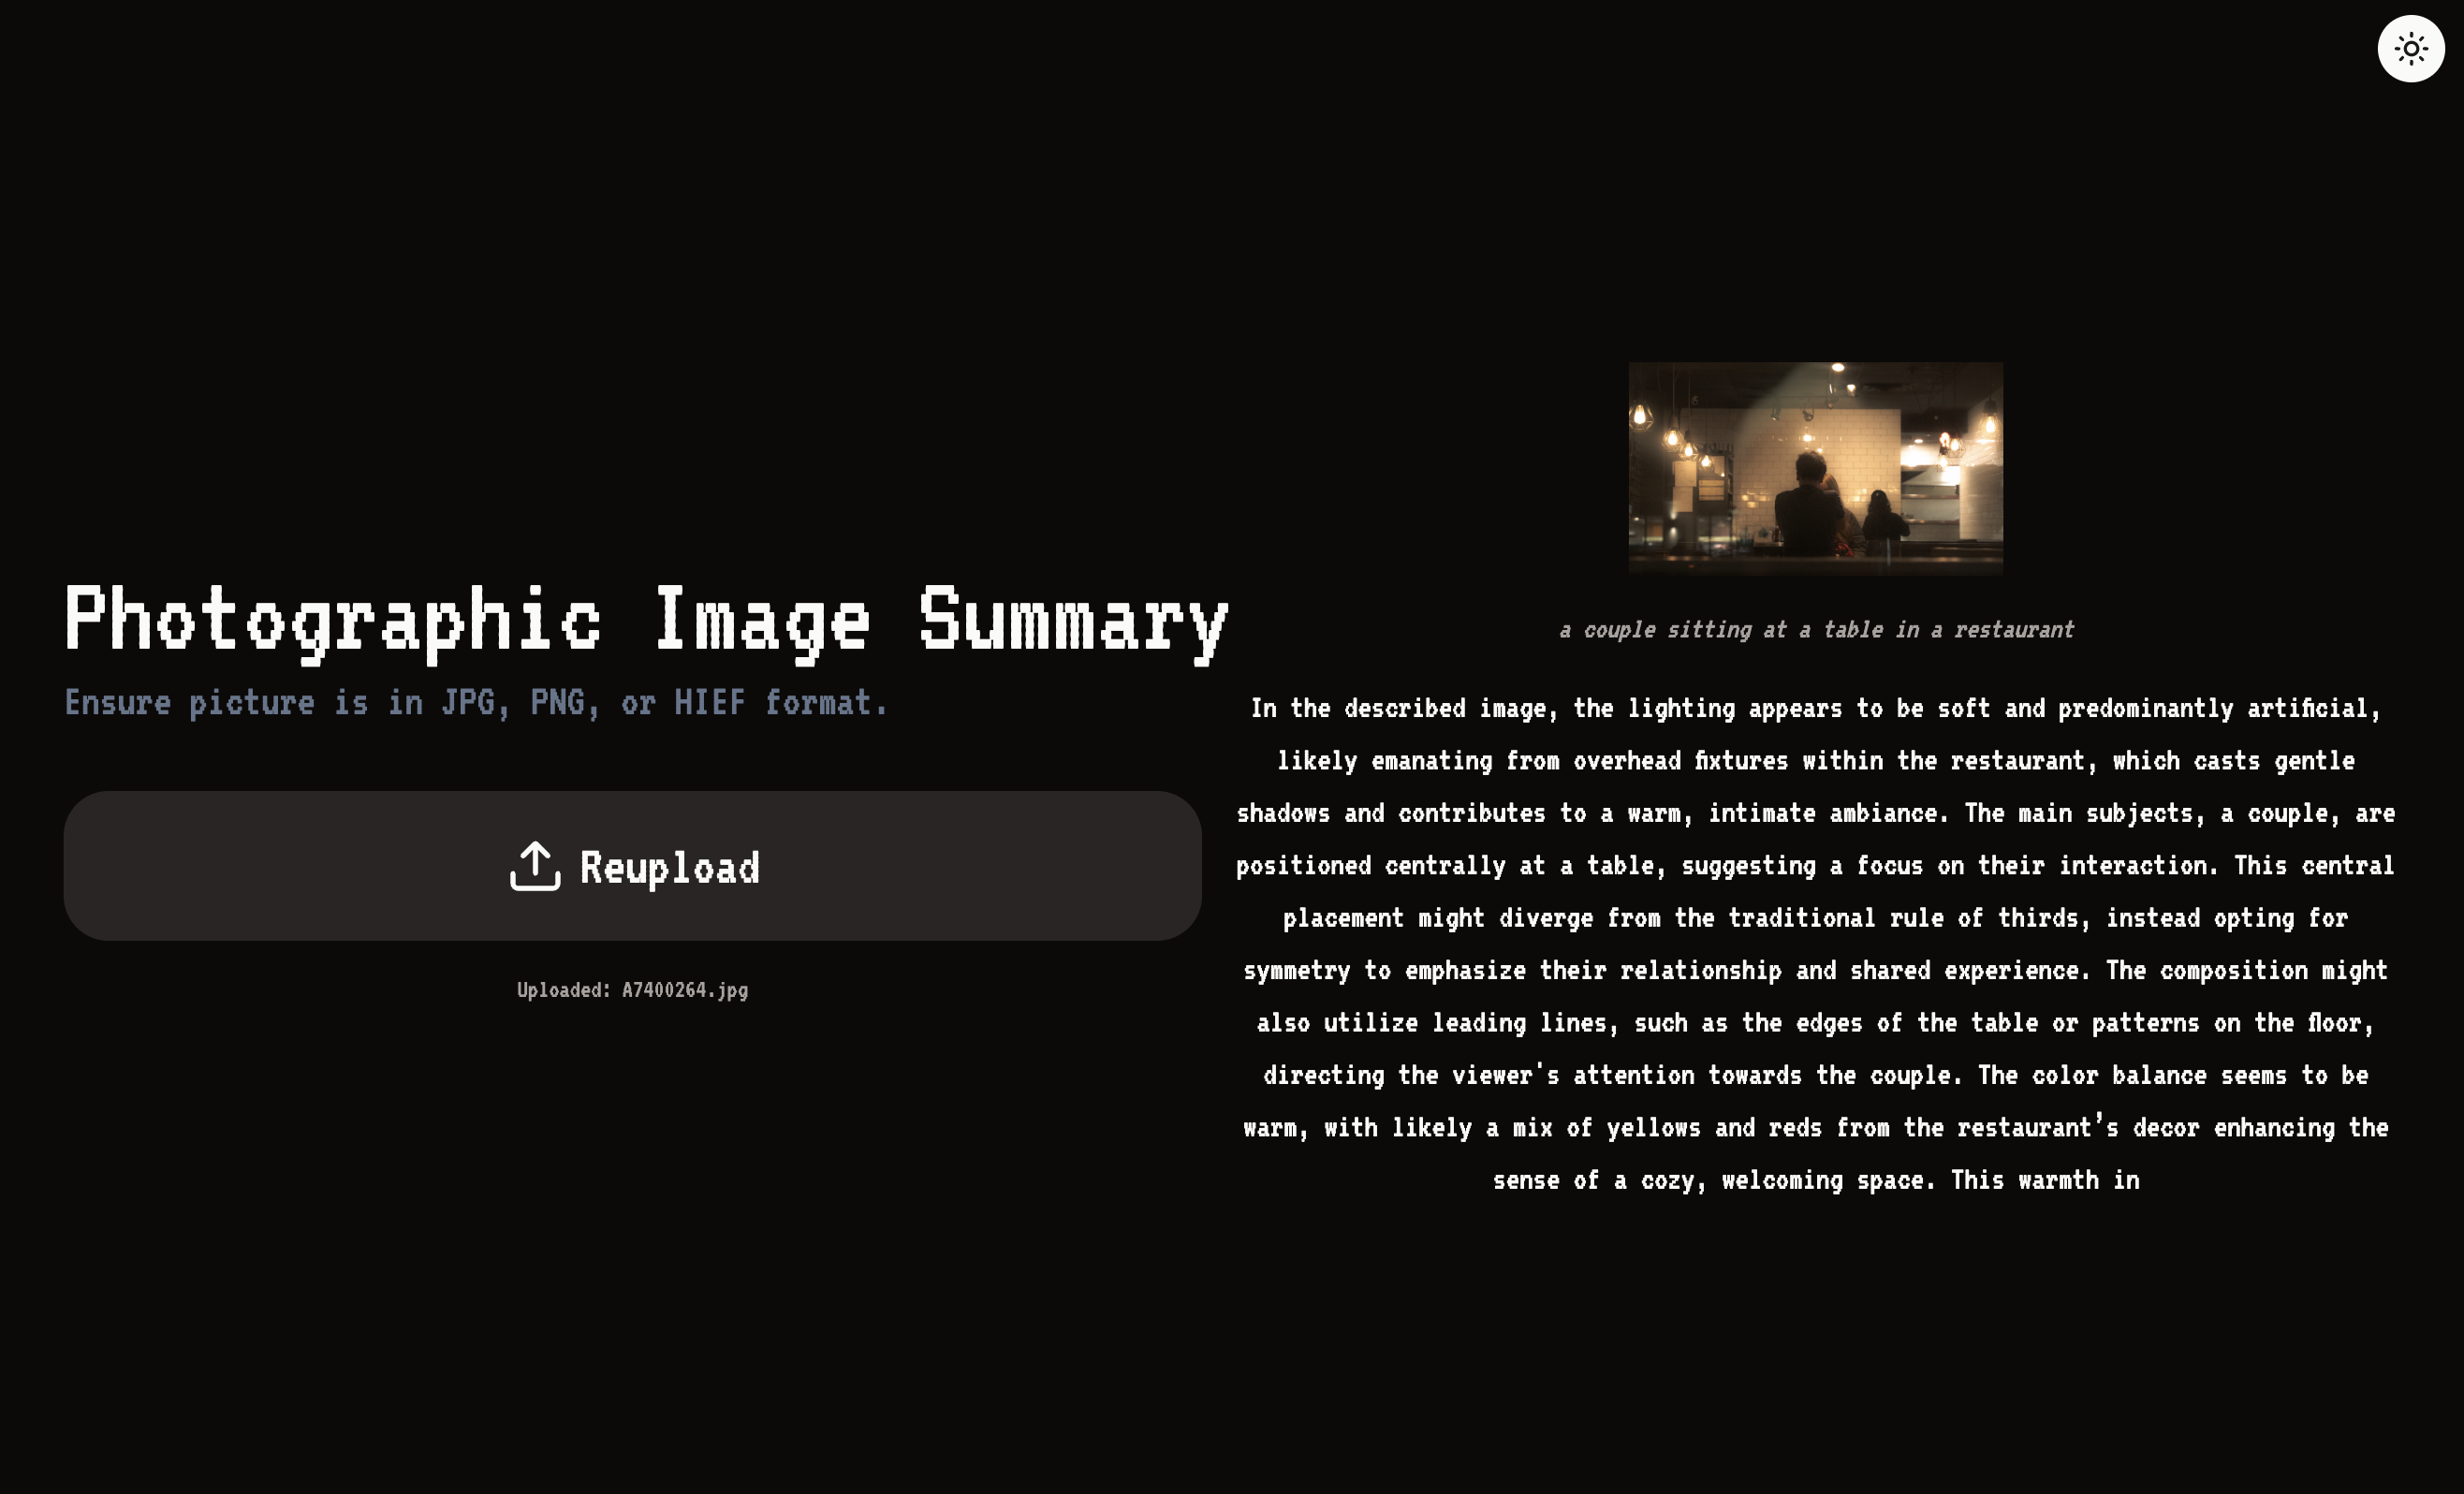 Photographic Image Summary
Ensure picture is in JPG, PNG, or HIEF format.
Reupload
Uploaded: A7400264.jpg
a couple sitting at a table in a restaurant
In the described image, the lighting appears to be soft and predominantly artificial,
likely emanating from overhead fixtures within the restaurant, which casts gentle
shadows and contributes to a warm, intimate ambiance. The main subjects, a couple, are
positioned centrally at a table, suggesting a focus on their interaction. This central
placement might diverge from the traditional rule of thirds, instead opting for
symmetry to emphasize their relationship and shared experience. The composition might
also utilize leading lines, such as the edges of the table or patterns on the floor,
directing the viewer's attention towards the couple. The color balance seems to be
warm, with likely a mix of yellows and reds from the restaurant’s decor enhancing the
sense of a cozy, welcoming space. This warmth in